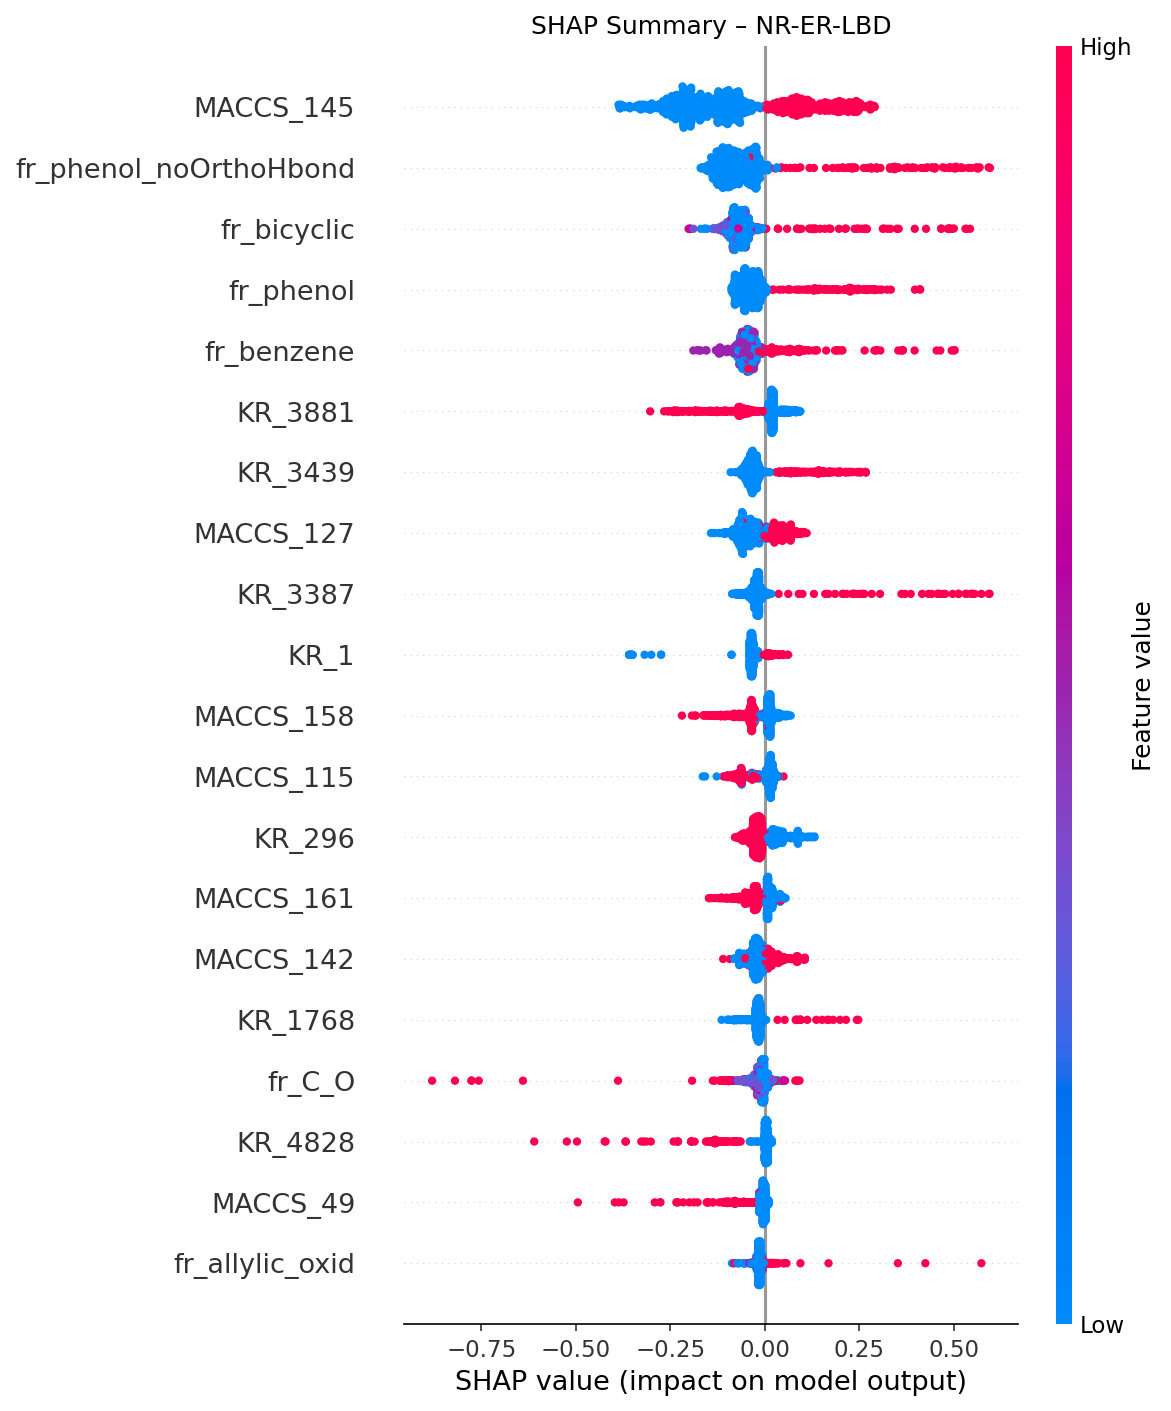 SHAP Summary – NR-ER-LBD
High
MACCS_145
fr_phenol_noOrthoHbond
fr_bicyclic
fr_phenol
fr_benzene
KR_3881
KR_3439
MACCS_127
KR_3387
KR_1
MACCS_158
MACCS_115
KR_296
MACCS_161
MACCS_142
KR_1768
fr_C_O
KR_4828
MACCS_49
fr_allylic_oxid
Feature value
Low
−0.75 −0.50 −0.25 0.00 0.25 0.50
SHAP value (impact on model output)